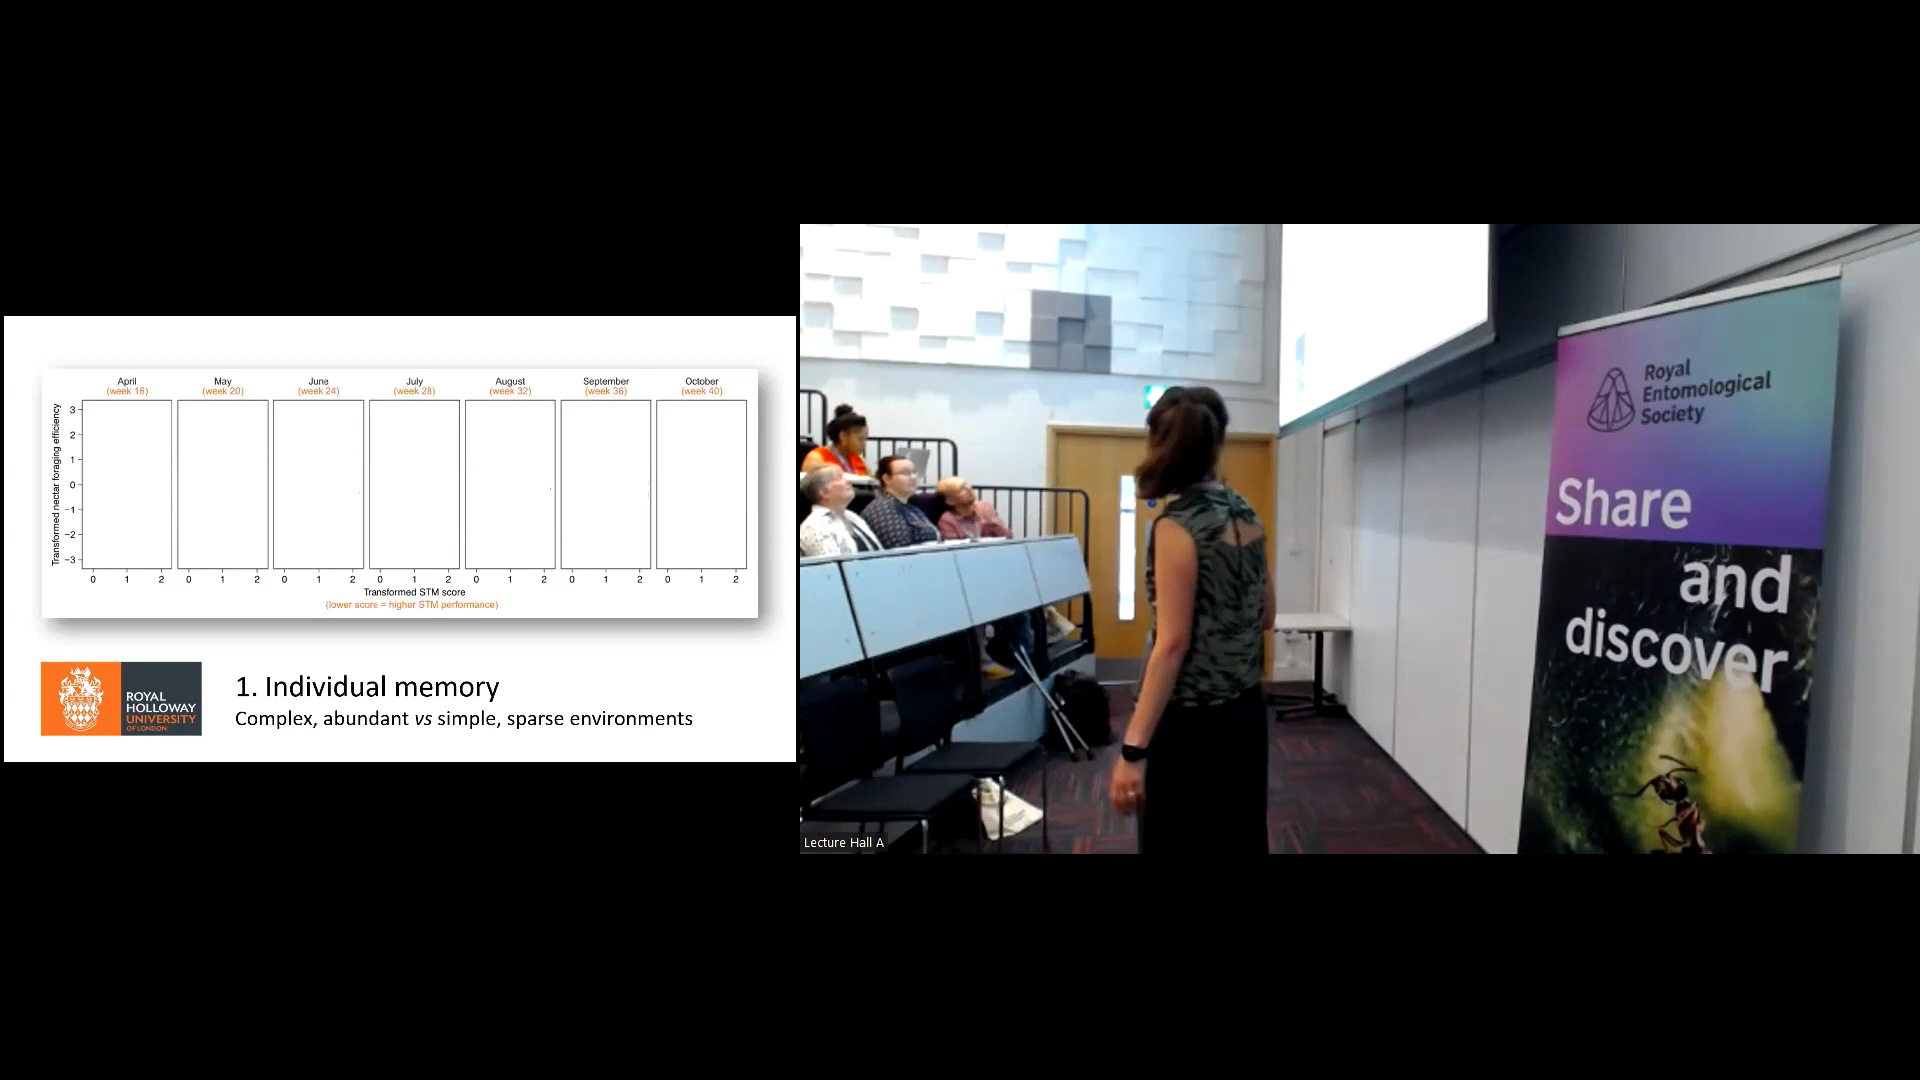 April
(week 16)
May
(week 20)
June
(week 24)
July
(week 28)
August
(week 32)
September
(week 36)
October
(week 40)
Transformed nectar foraging efficiency
3
2
1
0
−1
−2
−3
0 1 2
0 1 2
0 1 2
0 1 2
0 1 2
0 1 2
0 1 2
Transformed STM score
(lower score = higher STM performance)
ROYAL
HOLLOWAY
UNIVERSITY
OF LONDON
1. Individual memory
Complex, abundant vs simple, sparse environments
Royal
Entomological
Society
Share
and
discover
Lecture Hall A